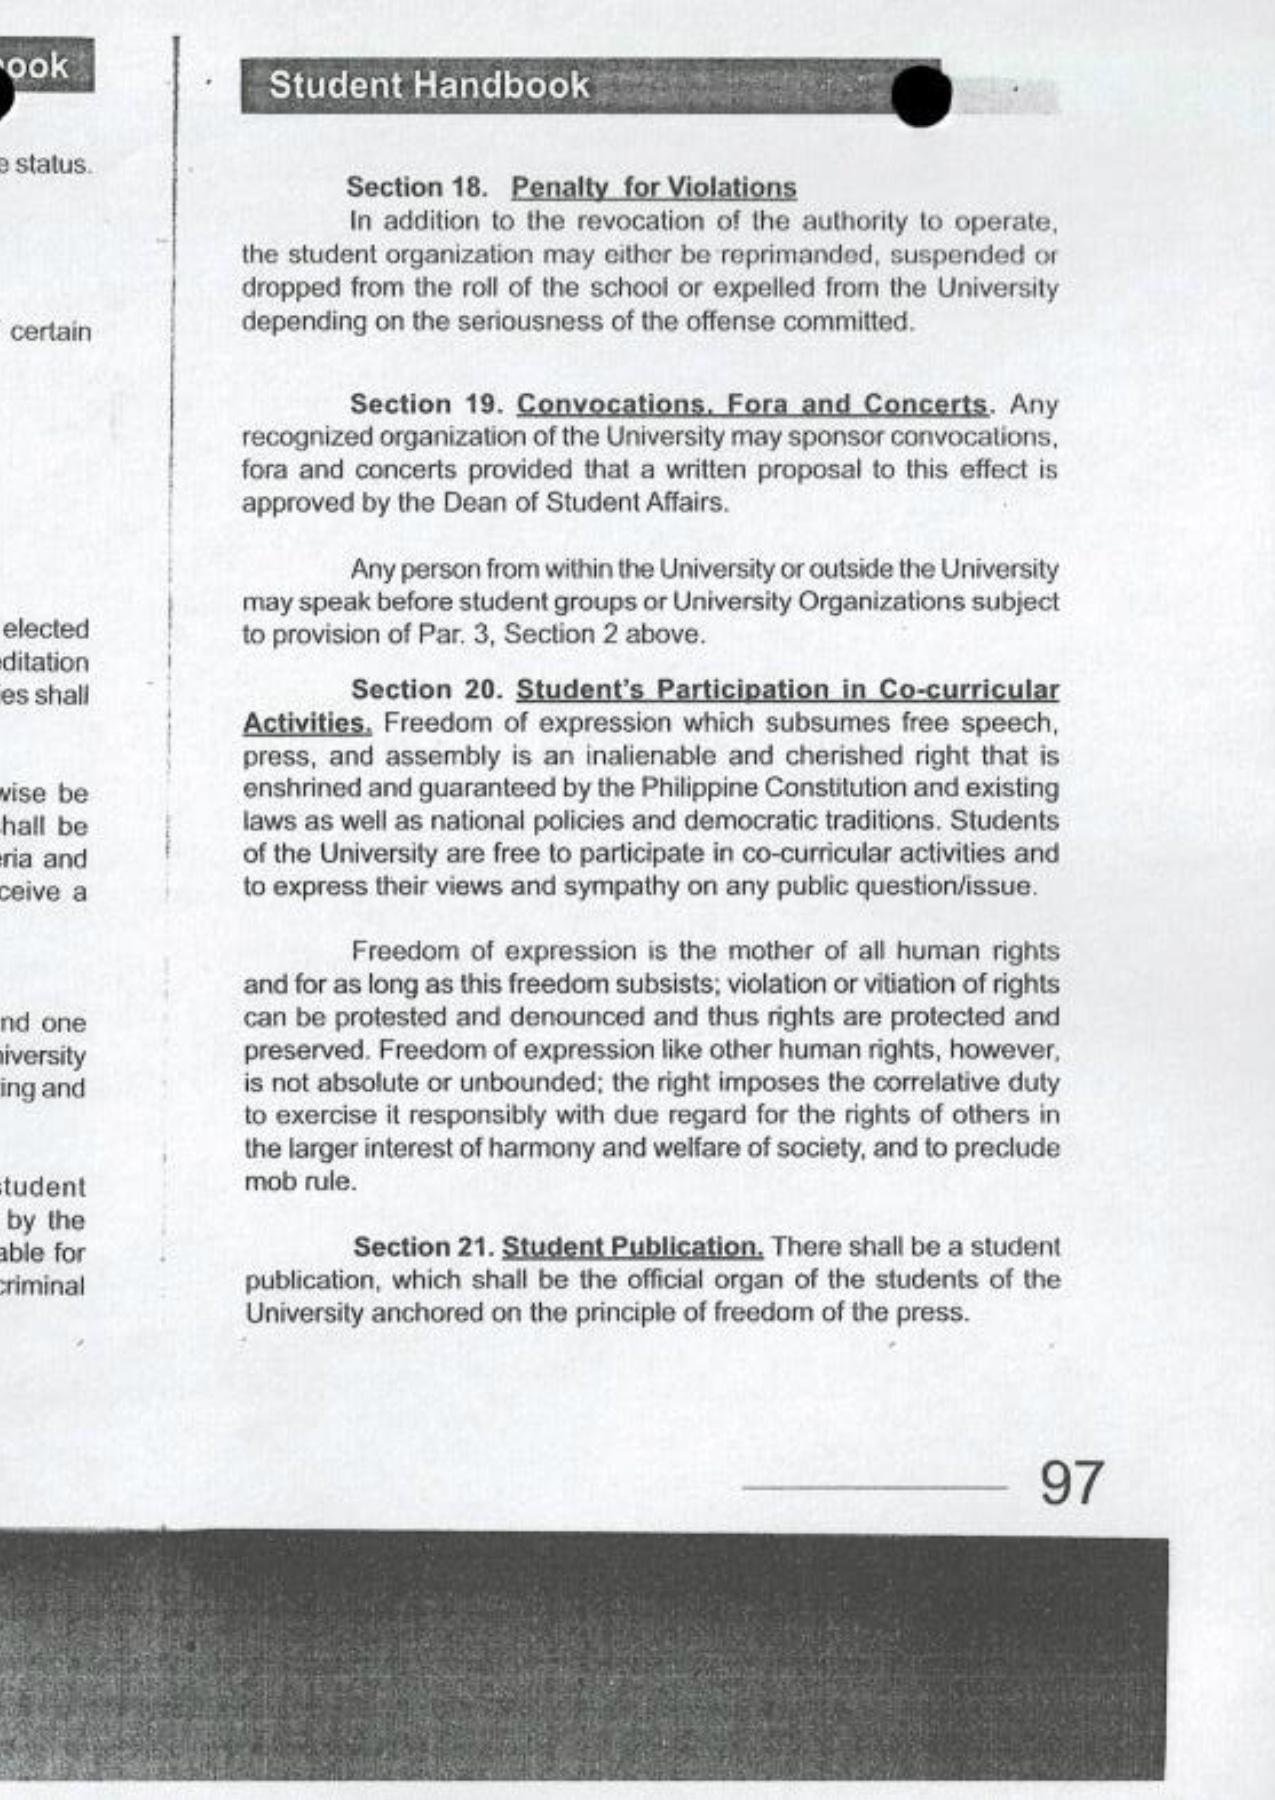 ook
e status.
certain
elected
editation
ies shall
wise be
shall be
eria and
ceive a
nd one
niversity
ting and
student
by the
able for
criminal
Student Handbook
Section 18. Penalty for Violations
In addition to the revocation of the authority to operate,
the student organization may either be reprimanded, suspended or
dropped from the roll of the school or expelled from the University
depending on the seriousness of the offense committed.
Section 19. Convocations, Fora and Concerts. Any
recognized organization of the University may sponsor convocations,
fora and concerts provided that a written proposal to this effect is
approved by the Dean of Student Affairs.
Any person from within the University or outside the University
may speak before student groups or University Organizations subject
to provision of Par. 3, Section 2 above.
Section 20. Student's Participation in Co-curricular
Activities. Freedom of expression which subsumes free speech,
press, and assembly is an inalienable and cherished right that is
enshrined and guaranteed by the Philippine Constitution and existing
laws as well as national policies and democratic traditions. Students
of the University are free to participate in co-curricular activities and
to express their views and sympathy on any public question/issue.
Freedom of expression is the mother of all human rights
and for as long as this freedom subsists; violation or vitiation of rights
can be protested and denounced and thus rights are protected and
preserved. Freedom of expression like other human rights, however,
is not absolute or unbounded; the right imposes the correlative duty
to exercise it responsibly with due regard for the rights of others in
the larger interest of harmony and welfare of society, and to preclude
mob rule.
Section 21. Student Publication. There shall be a student
publication, which shall be the official organ of the students of the
University anchored on the principle of freedom of the press.
97